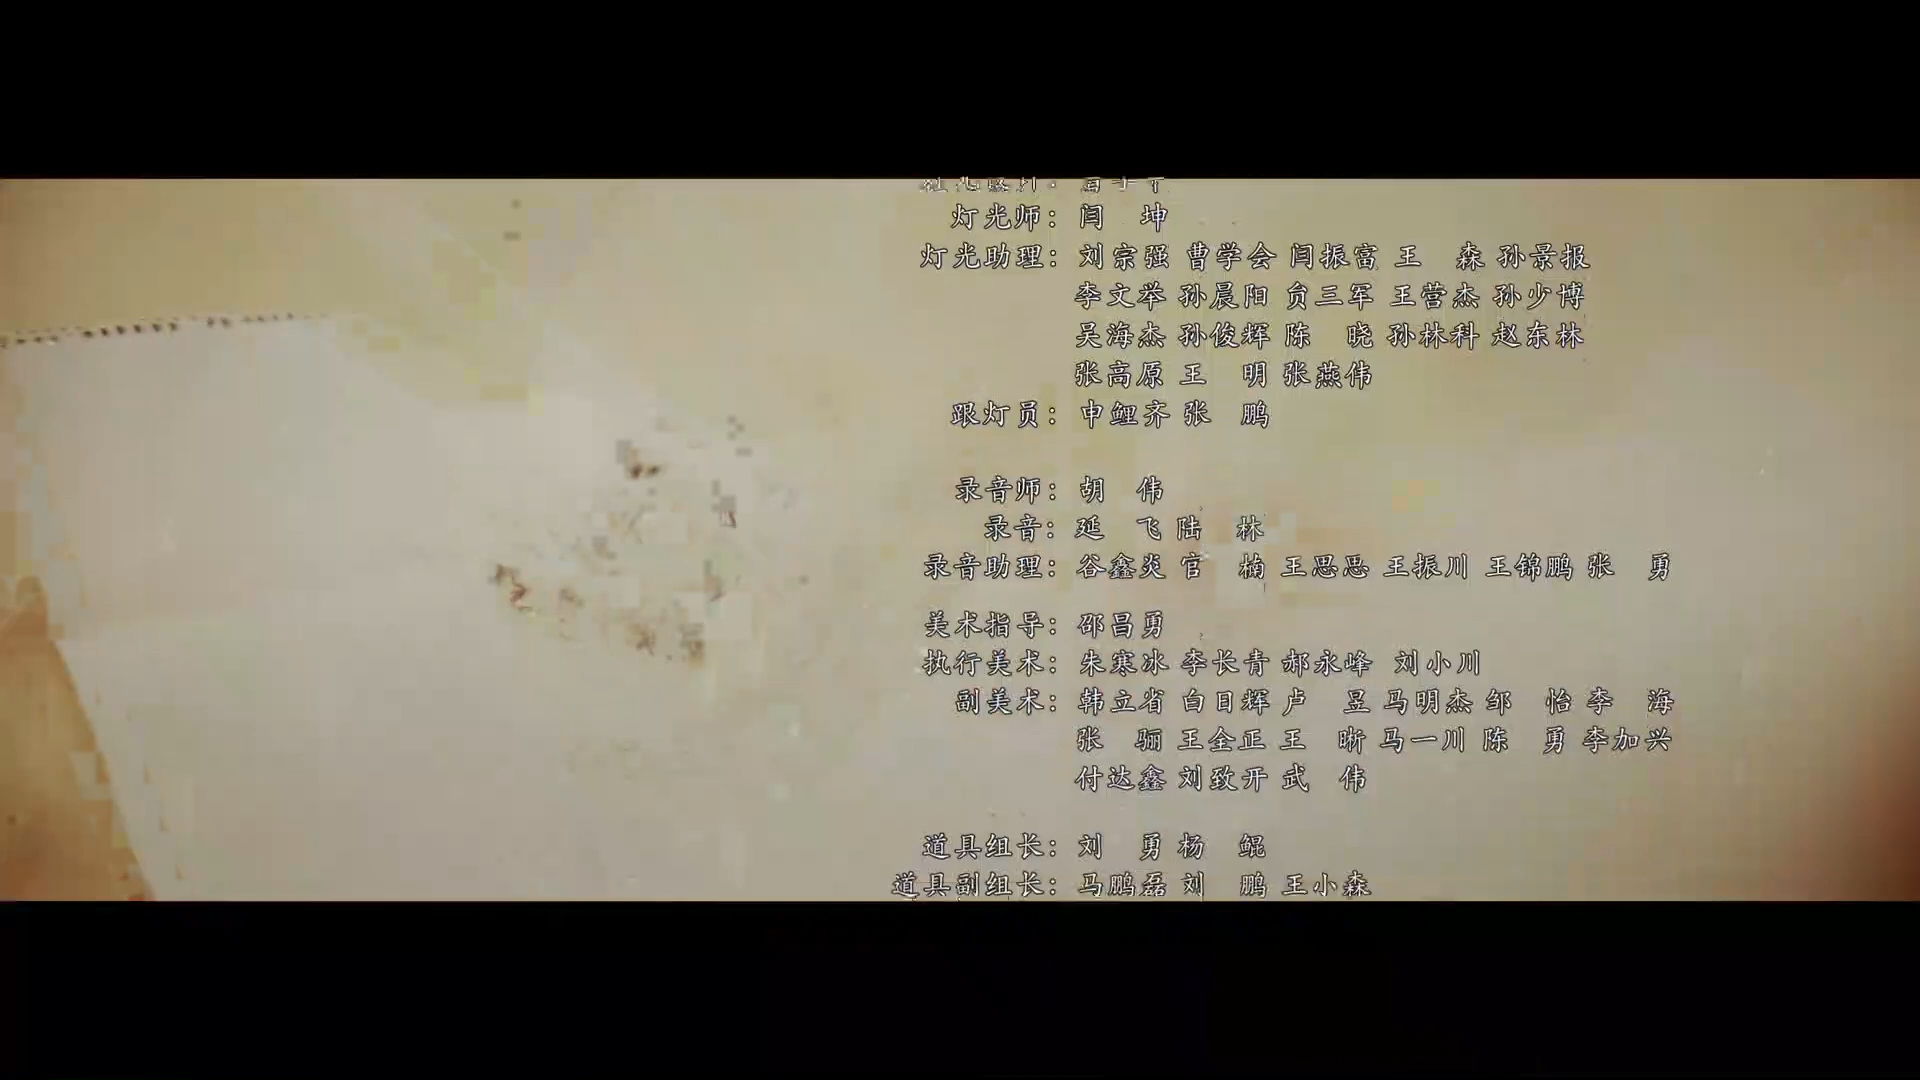 灯光师：闫　坤
灯光助理：刘宗强 曹学会 闫振富 王　森 孙景报
李文举 孙晨阳 贠三军 王营杰 孙少博
吴海杰 孙俊辉 陈　晓 孙林科 赵东林
张高原 王　明 张燕伟
跟灯员：申鲤齐 张　鹏
录音师：胡　伟
录音：延　飞 陆　林
录音助理：谷鑫炎 官　楠 王思思 王振川 王锦鹏 张　勇
美术指导：邵昌勇
执行美术：朱寒冰 李长青 郝永峰 刘小川
副美术：韩立省 白日辉 卢　昱 马明杰 邹　怡 李　海
张　骊 王全正 王　晰 马一川 陈　勇 李加兴
付达鑫 刘致开 武　伟
道具组长：刘　勇 杨　鲲
道具副组长：马鹏磊 刘　鹏 王小森